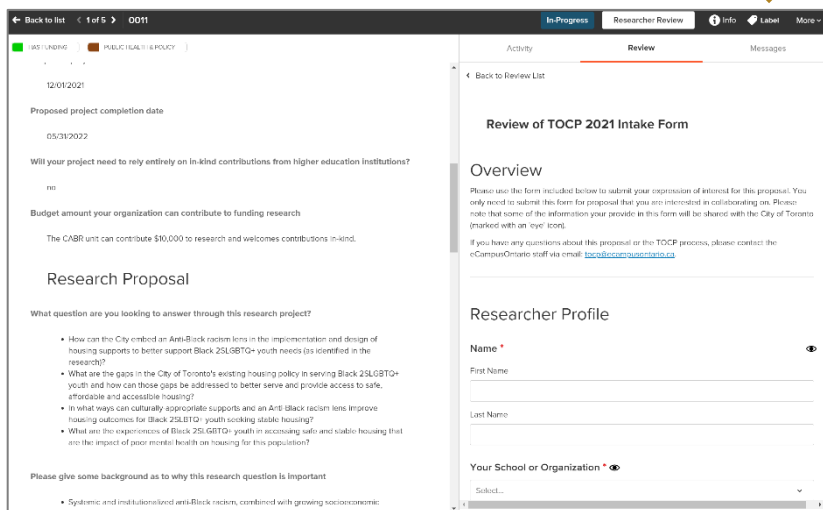 Back to list 1 of 5 0011
In-Progress Researcher Review Info Label More
HAS FUNDING PUBLIC HEALTH & POLICY
12/01/2021
Proposed project completion date
05/31/2022
Will your project need to rely entirely on in-kind contributions from higher education institutions?
no
Budget amount your organization can contribute to funding research
The CABR unit can contribute $10,000 to research and welcomes contributions in-kind.
Research Proposal
What question are you looking to answer through this research project?
• How can the City embed an Anti-Black racism lens in the implementation and design of
housing supports to better support Black 2SLGBTQ+ youth needs (as identified in the
research)?
• What are the gaps in the City of Toronto's existing housing policy in serving Black 2SLGBTQ+
youth and how can those gaps be addressed to better serve and provide access to safe,
affordable and accessible housing?
• In what ways can culturally-appropriate supports and an Anti-Black racism lens improve
housing outcomes for Black 2SLBTQ+ youth seeking stable housing?
• What are the experiences of Black 2SLGBTQ+ youth in accessing safe and stable housing that
are the impact of poor mental health on housing for this population?
Please give some background as to why this research question is important
• Systemic and institutionalized anti-Black racism, combined with growing socioeconomic
Activity Review Messages
Back to Review List
Review of TOCP 2021 Intake Form
Overview
Please use the form included below to submit your expression of interest for this proposal. You
only need to submit this form for proposal that you are interested in collaborating on. Please
note that some of the information your provide in this form will be shared with the City of Toronto
(marked with an 'eye' icon).
If you have any questions about this proposal or the TOCP process, please contact the
eCampusOntario staff via email: tocp@ecampusontario.ca.
Researcher Profile
Name *
First Name
Last Name
Your School or Organization *
Select...